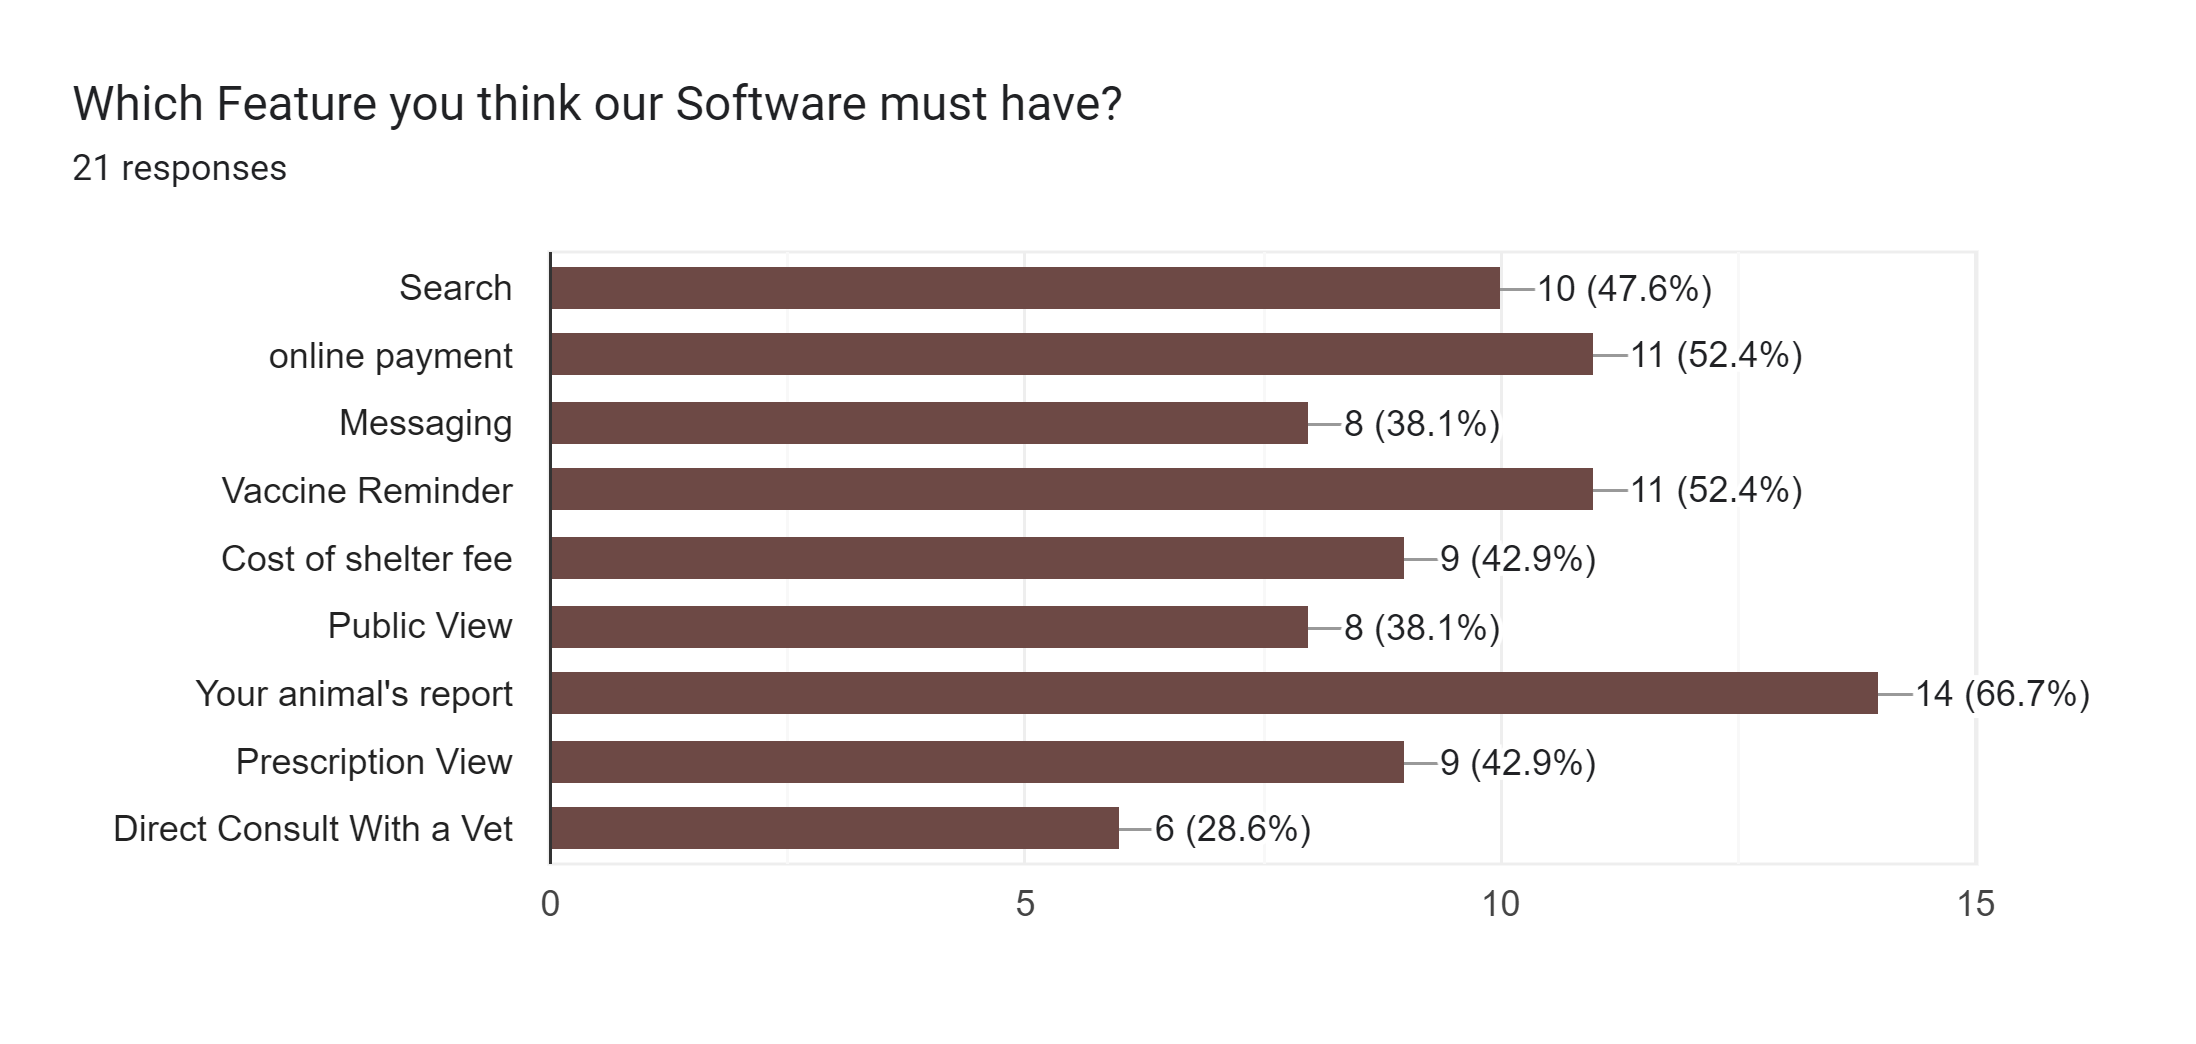 Which Feature you think our Software must have?
21 responses
Search 10 (47.6%)
online payment 11 (52.4%)
Messaging 8 (38.1%)
Vaccine Reminder 11 (52.4%)
Cost of shelter fee 9 (42.9%)
Public View 8 (38.1%)
Your animal's report 14 (66.7%)
Prescription View 9 (42.9%)
Direct Consult With a Vet 6 (28.6%)
0 5 10 15